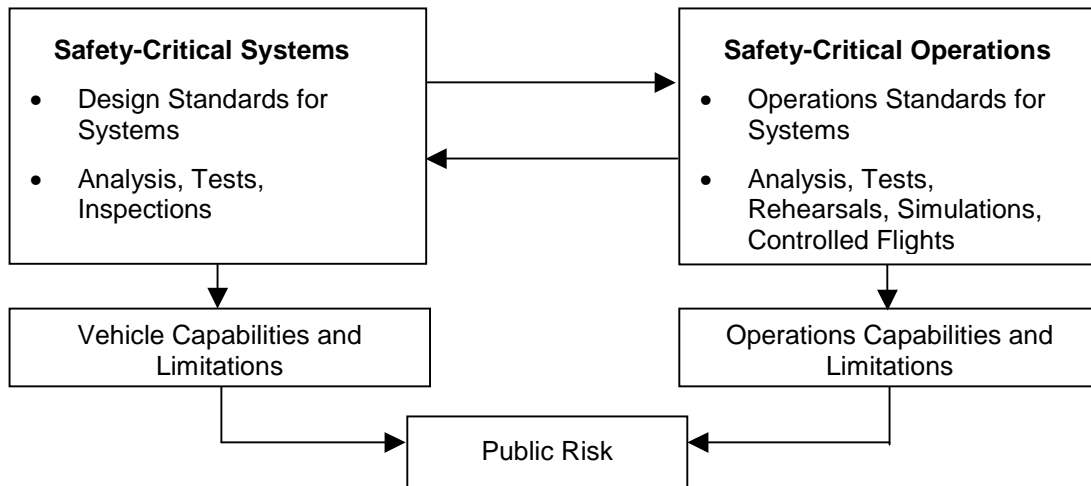 Safety-Critical Systems
• Design Standards for
Systems
• Analysis, Tests,
Inspections
Safety-Critical Operations
• Operations Standards for
Systems
• Analysis, Tests,
Rehearsals, Simulations,
Controlled Flights
Vehicle Capabilities and
Limitations
Operations Capabilities and
Limitations
Public Risk